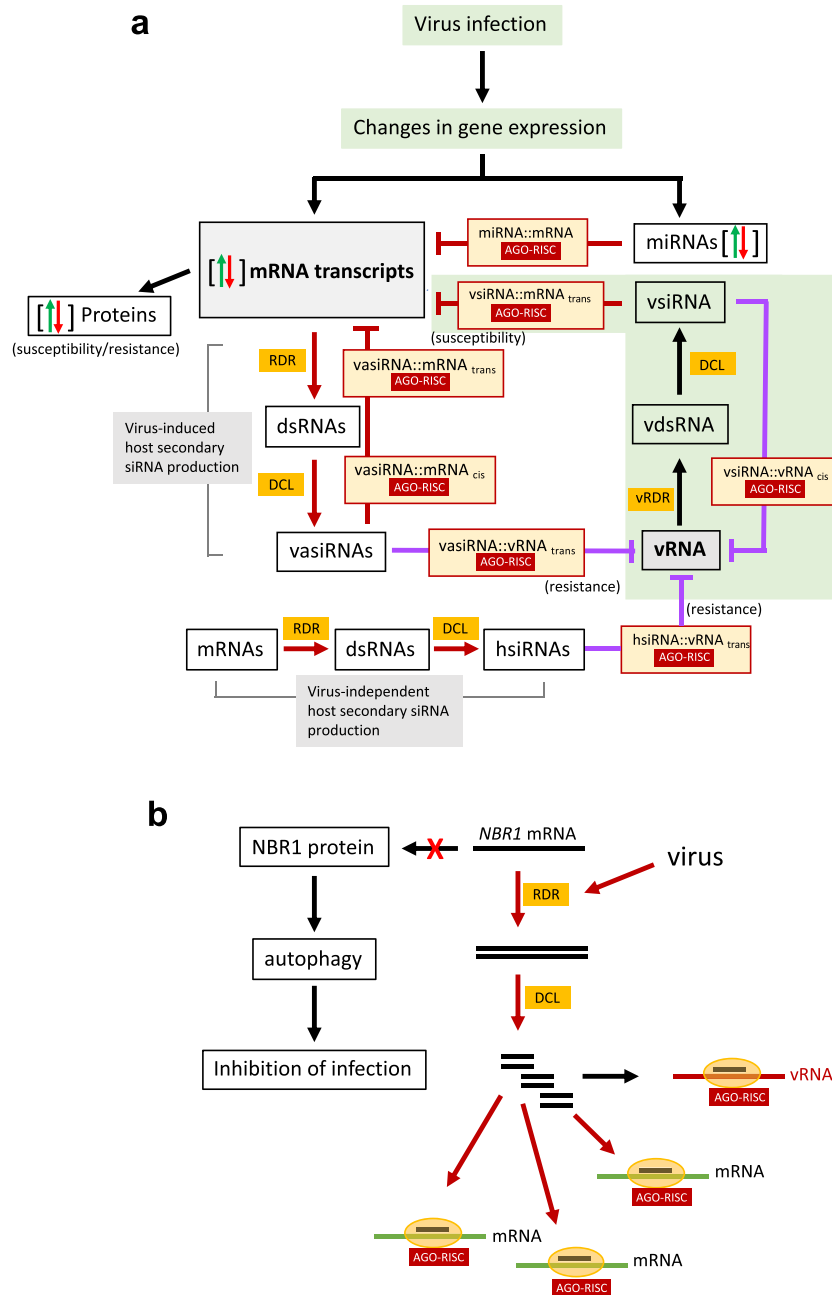 a
Virus infection
Changes in gene expression
[ ] mRNA transcripts
miRNA::mRNA
AGO-RISC
miRNAs [ ]
[ ] Proteins
(susceptibility/resistance)
vsiRNA::mRNA trans
AGO-RISC
(susceptibility)
vsiRNA
RDR
vasiRNA::mRNA trans
AGO-RISC
DCL
Virus-induced
host secondary
siRNA production
dsRNAs
vdsRNA
DCL
vasiRNA::mRNA cis
AGO-RISC
vRDR
vsiRNA::vRNA cis
AGO-RISC
vasiRNAs
vasiRNA::vRNA trans
AGO-RISC
vRNA
(resistance)
(resistance)
mRNAs
RDR
dsRNAs
DCL
hsiRNAs
hsiRNA::vRNA trans
AGO-RISC
Virus-independent
host secondary siRNA
production
b
NBR1 protein
X
NBR1 mRNA
virus
RDR
autophagy
DCL
Inhibition of infection
vRNA
AGO-RISC
mRNA
AGO-RISC
mRNA
AGO-RISC
mRNA
AGO-RISC